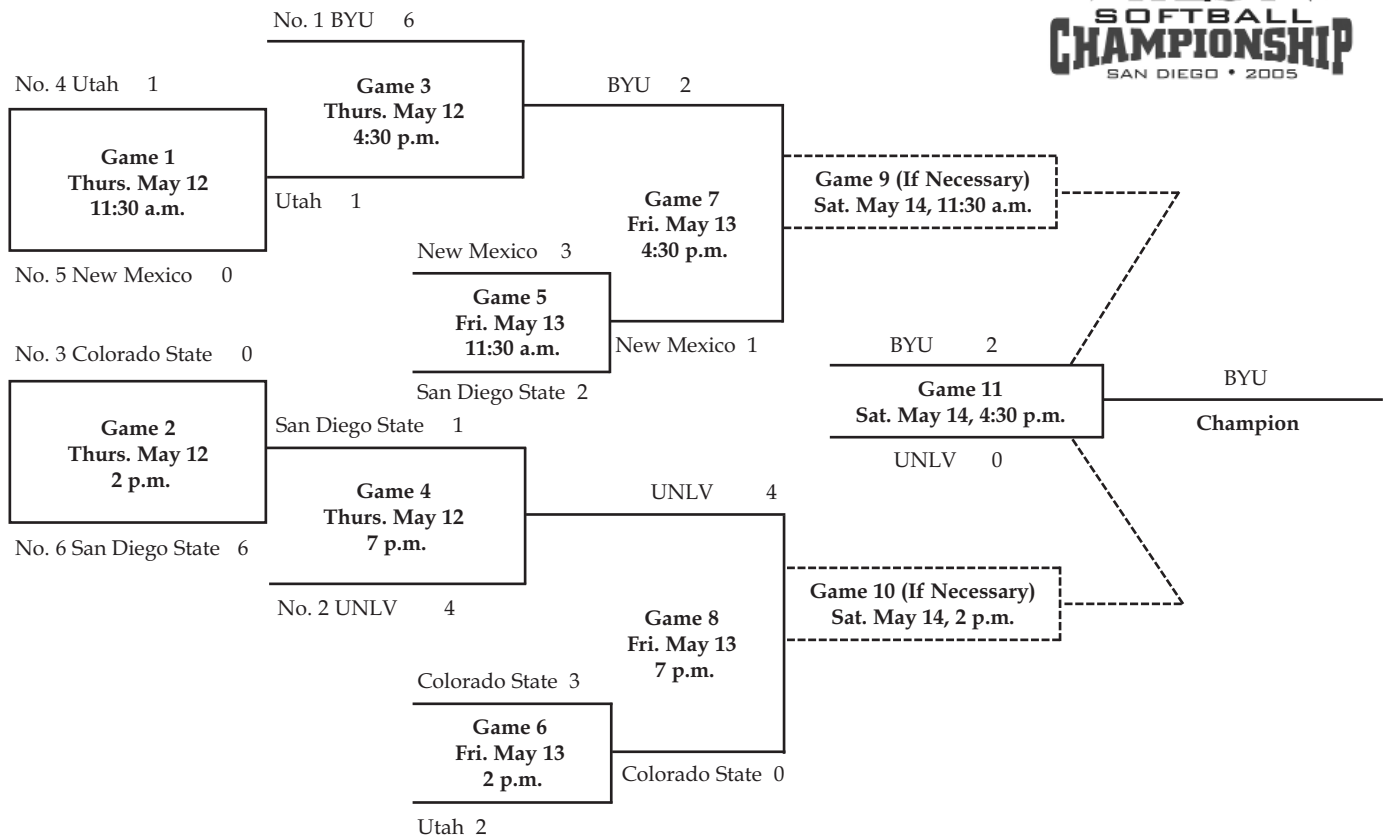 SOFTBALL
CHAMPIONSHIP
SAN DIEGO • 2005
No. 1 BYU 6
No. 4 Utah 1
Game 3
Thurs. May 12
4:30 p.m.
BYU 2
Game 1
Thurs. May 12
11:30 a.m.
Utah 1
No. 5 New Mexico 0
Game 7
Fri. May 13
4:30 p.m.
Game 9 (If Necessary)
Sat. May 14, 11:30 a.m.
New Mexico 3
Game 5
Fri. May 13
11:30 a.m.
New Mexico 1
San Diego State 2
No. 3 Colorado State 0
Game 2
Thurs. May 12
2 p.m.
San Diego State 1
No. 6 San Diego State 6
Game 4
Thurs. May 12
7 p.m.
No. 2 UNLV 4
BYU 2
Game 11
Sat. May 14, 4:30 p.m.
UNLV 0
BYU
Champion
UNLV 4
Game 8
Fri. May 13
7 p.m.
Game 10 (If Necessary)
Sat. May 14, 2 p.m.
Colorado State 3
Game 6
Fri. May 13
2 p.m.
Colorado State 0
Utah 2